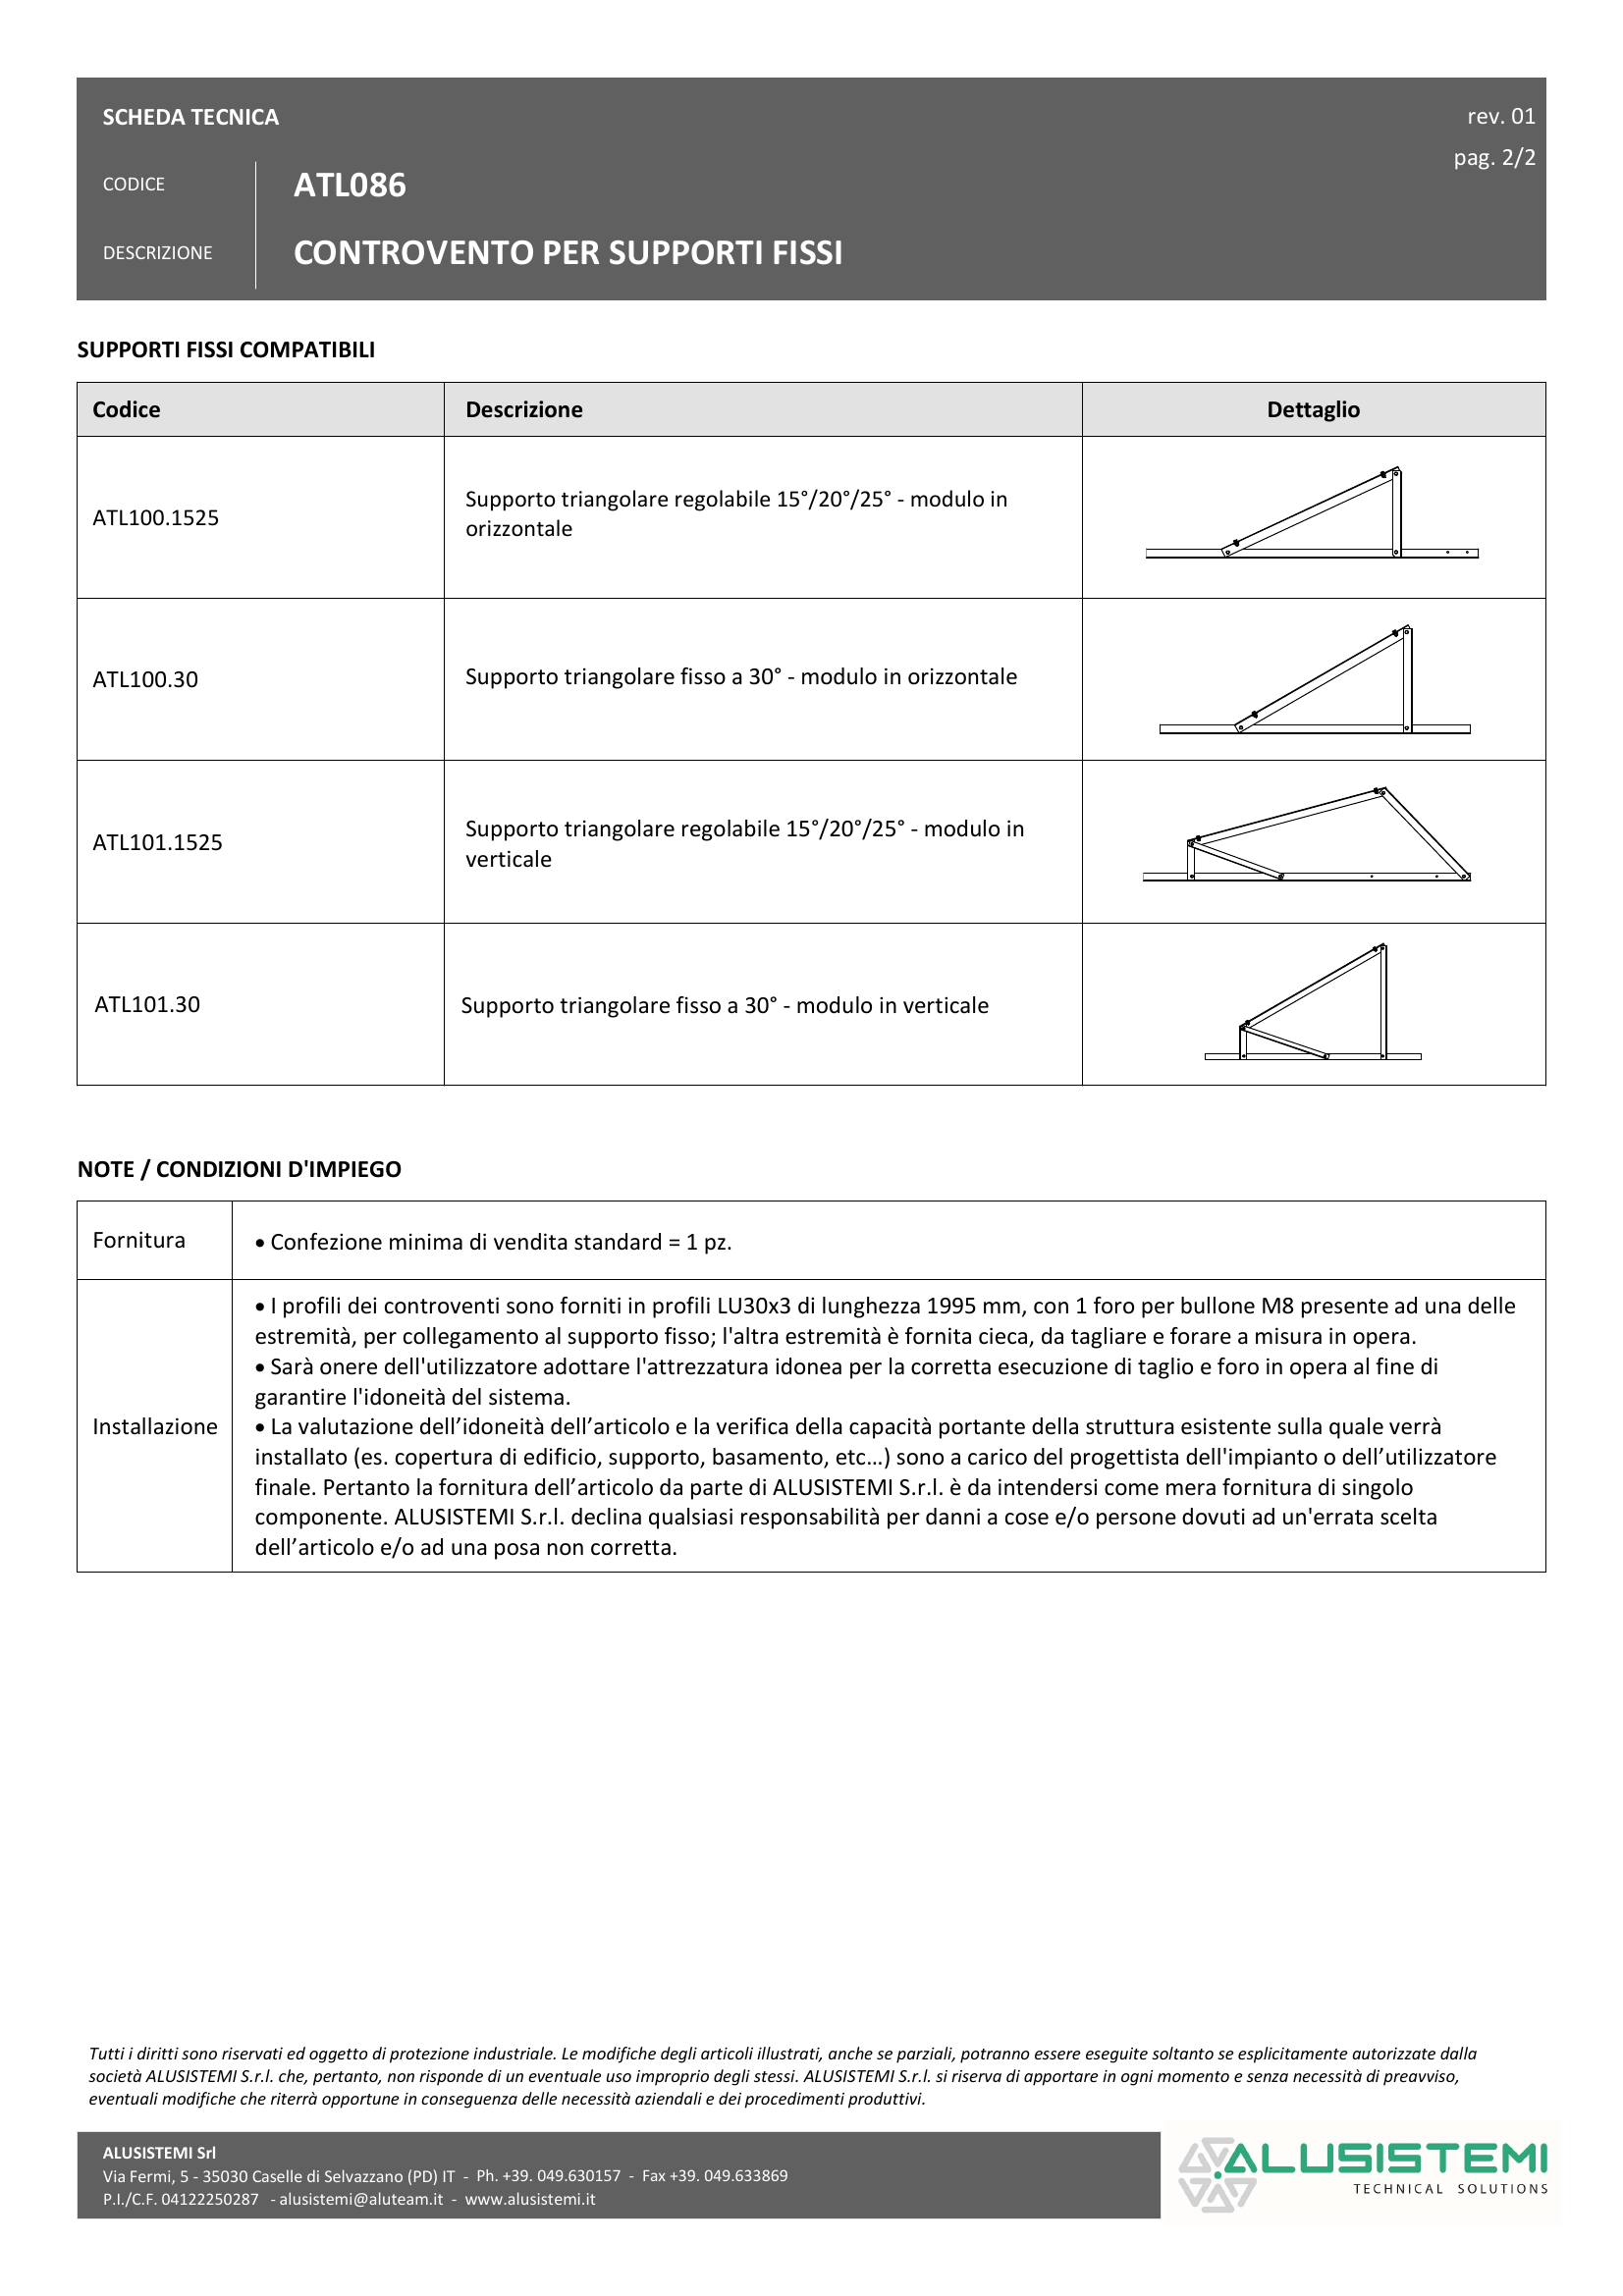 SCHEDA TECNICA
rev. 01
pag. 2/2
CODICE
ATL086
DESCRIZIONE
CONTROVENTO PER SUPPORTI FISSI
SUPPORTI FISSI COMPATIBILI
Codice Descrizione Dettaglio
ATL100.1525
Supporto triangolare regolabile 15°/20°/25° - modulo in
orizzontale
ATL100.30
Supporto triangolare fisso a 30° - modulo in orizzontale
ATL101.1525
Supporto triangolare regolabile 15°/20°/25° - modulo in
verticale
ATL101.30
Supporto triangolare fisso a 30° - modulo in verticale
NOTE / CONDIZIONI D'IMPIEGO
Fornitura
• Confezione minima di vendita standard = 1 pz.
Installazione
• I profili dei controventi sono forniti in profili LU30x3 di lunghezza 1995 mm, con 1 foro per bullone M8 presente ad una delle
estremità, per collegamento al supporto fisso; l'altra estremità è fornita cieca, da tagliare e forare a misura in opera.
• Sarà onere dell'utilizzatore adottare l'attrezzatura idonea per la corretta esecuzione di taglio e foro in opera al fine di
garantire l'idoneità del sistema.
• La valutazione dell’idoneità dell’articolo e la verifica della capacità portante della struttura esistente sulla quale verrà
installato (es. copertura di edificio, supporto, basamento, etc…) sono a carico del progettista dell'impianto o dell’utilizzatore
finale. Pertanto la fornitura dell’articolo da parte di ALUSISTEMI S.r.l. è da intendersi come mera fornitura di singolo
componente. ALUSISTEMI S.r.l. declina qualsiasi responsabilità per danni a cose e/o persone dovuti ad un'errata scelta
dell’articolo e/o ad una posa non corretta.
Tutti i diritti sono riservati ed oggetto di protezione industriale. Le modifiche degli articoli illustrati, anche se parziali, potranno essere eseguite soltanto se esplicitamente autorizzate dalla
società ALUSISTEMI S.r.l. che, pertanto, non risponde di un eventuale uso improprio degli stessi. ALUSISTEMI S.r.l. si riserva di apportare in ogni momento e senza necessità di preavviso,
eventuali modifiche che riterrà opportune in conseguenza delle necessità aziendali e dei procedimenti produttivi.
ALUSISTEMI Srl
Via Fermi, 5 - 35030 Caselle di Selvazzano (PD) IT - Ph. +39. 049.630157 - Fax +39. 049.633869
P.I./C.F. 04122250287 - alusistemi@aluteam.it - www.alusistemi.it
ALUSISTEMI
TECHNICAL SOLUTIONS